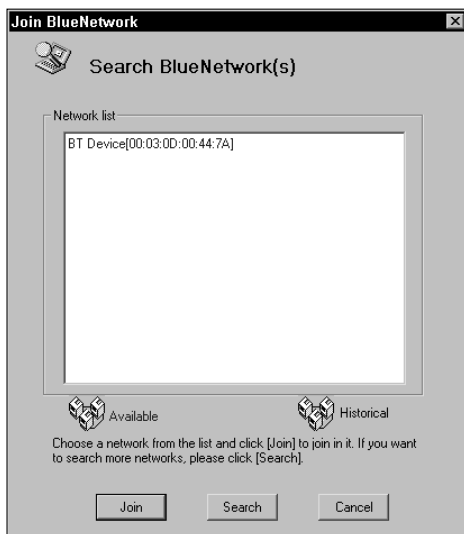 Join BlueNetwork
Search BlueNetwork(s)
Network list
BT Device[00:03:0D:00:44:7A]
Available
Historical
Choose a network from the list and click [Join] to join in it. If you want
to search more networks, please click [Search].
Join
Search
Cancel